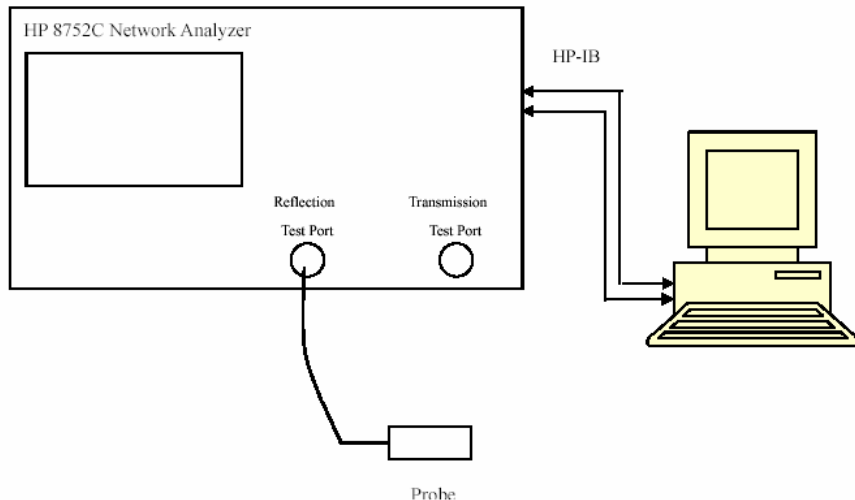 HP 8752C Network Analyzer
HP-IB
Reflection
Test Port
Transmission
Test Port
Probe